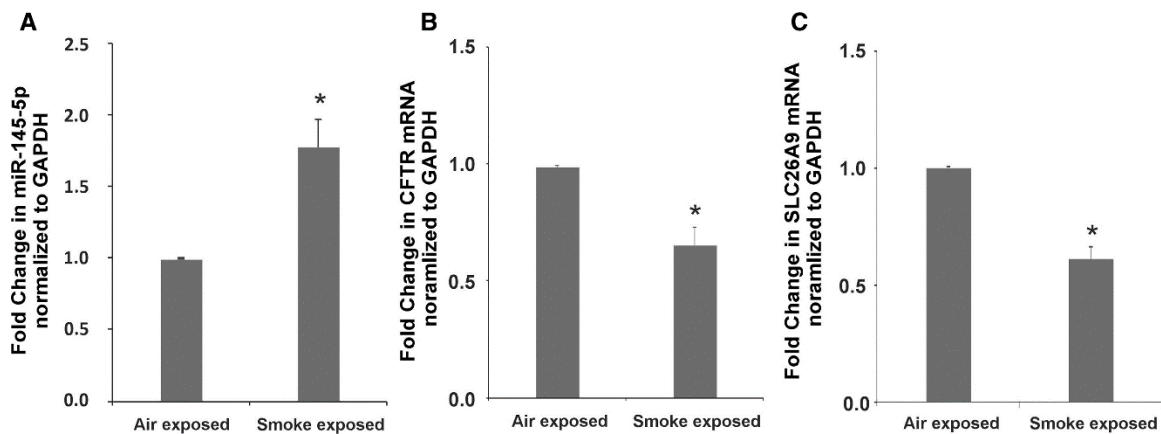 A
Fold Change in miR-145-5p
normalized to GAPDH
2.5
2.0
1.5
1.0
0.5
0.0
*
Air exposed Smoke exposed
B
Fold Change in CFTR mRNA
noramlized to GAPDH
1.5
1.0
0.5
0.0
*
Air exposed Smoke exposed
C
Fold Change in SLC26A9 mRNA
noramlized to GAPDH
1.5
1.0
0.5
0.0
*
Air exposed Smoke exposed